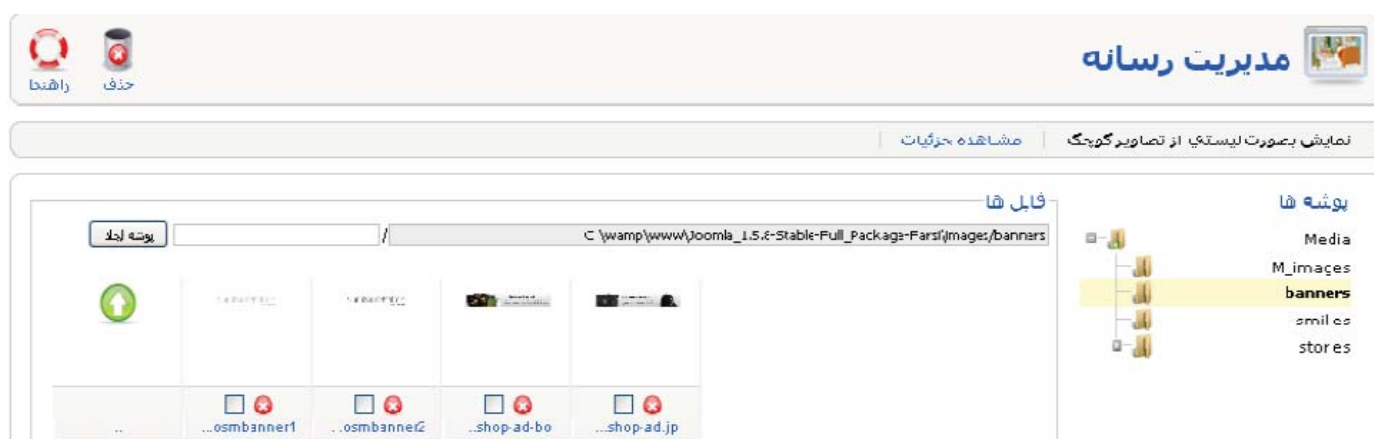 مدیریت رسانه
حذف
راهنما
نمایش بصورت لیستی از تصاویر کوچک
مشاهده جزئیات
پوشه ها
Media
M_images
banners
smilies
stores
فایل ها
C:\wamp\www\Joomla_1.5.8-Stable-Full_Package-Farsi\images/banners
/
پوشه ایجاد
shop-ad.jp...
shop-ad-bo...
osmbanner2...
osmbanner1...
..